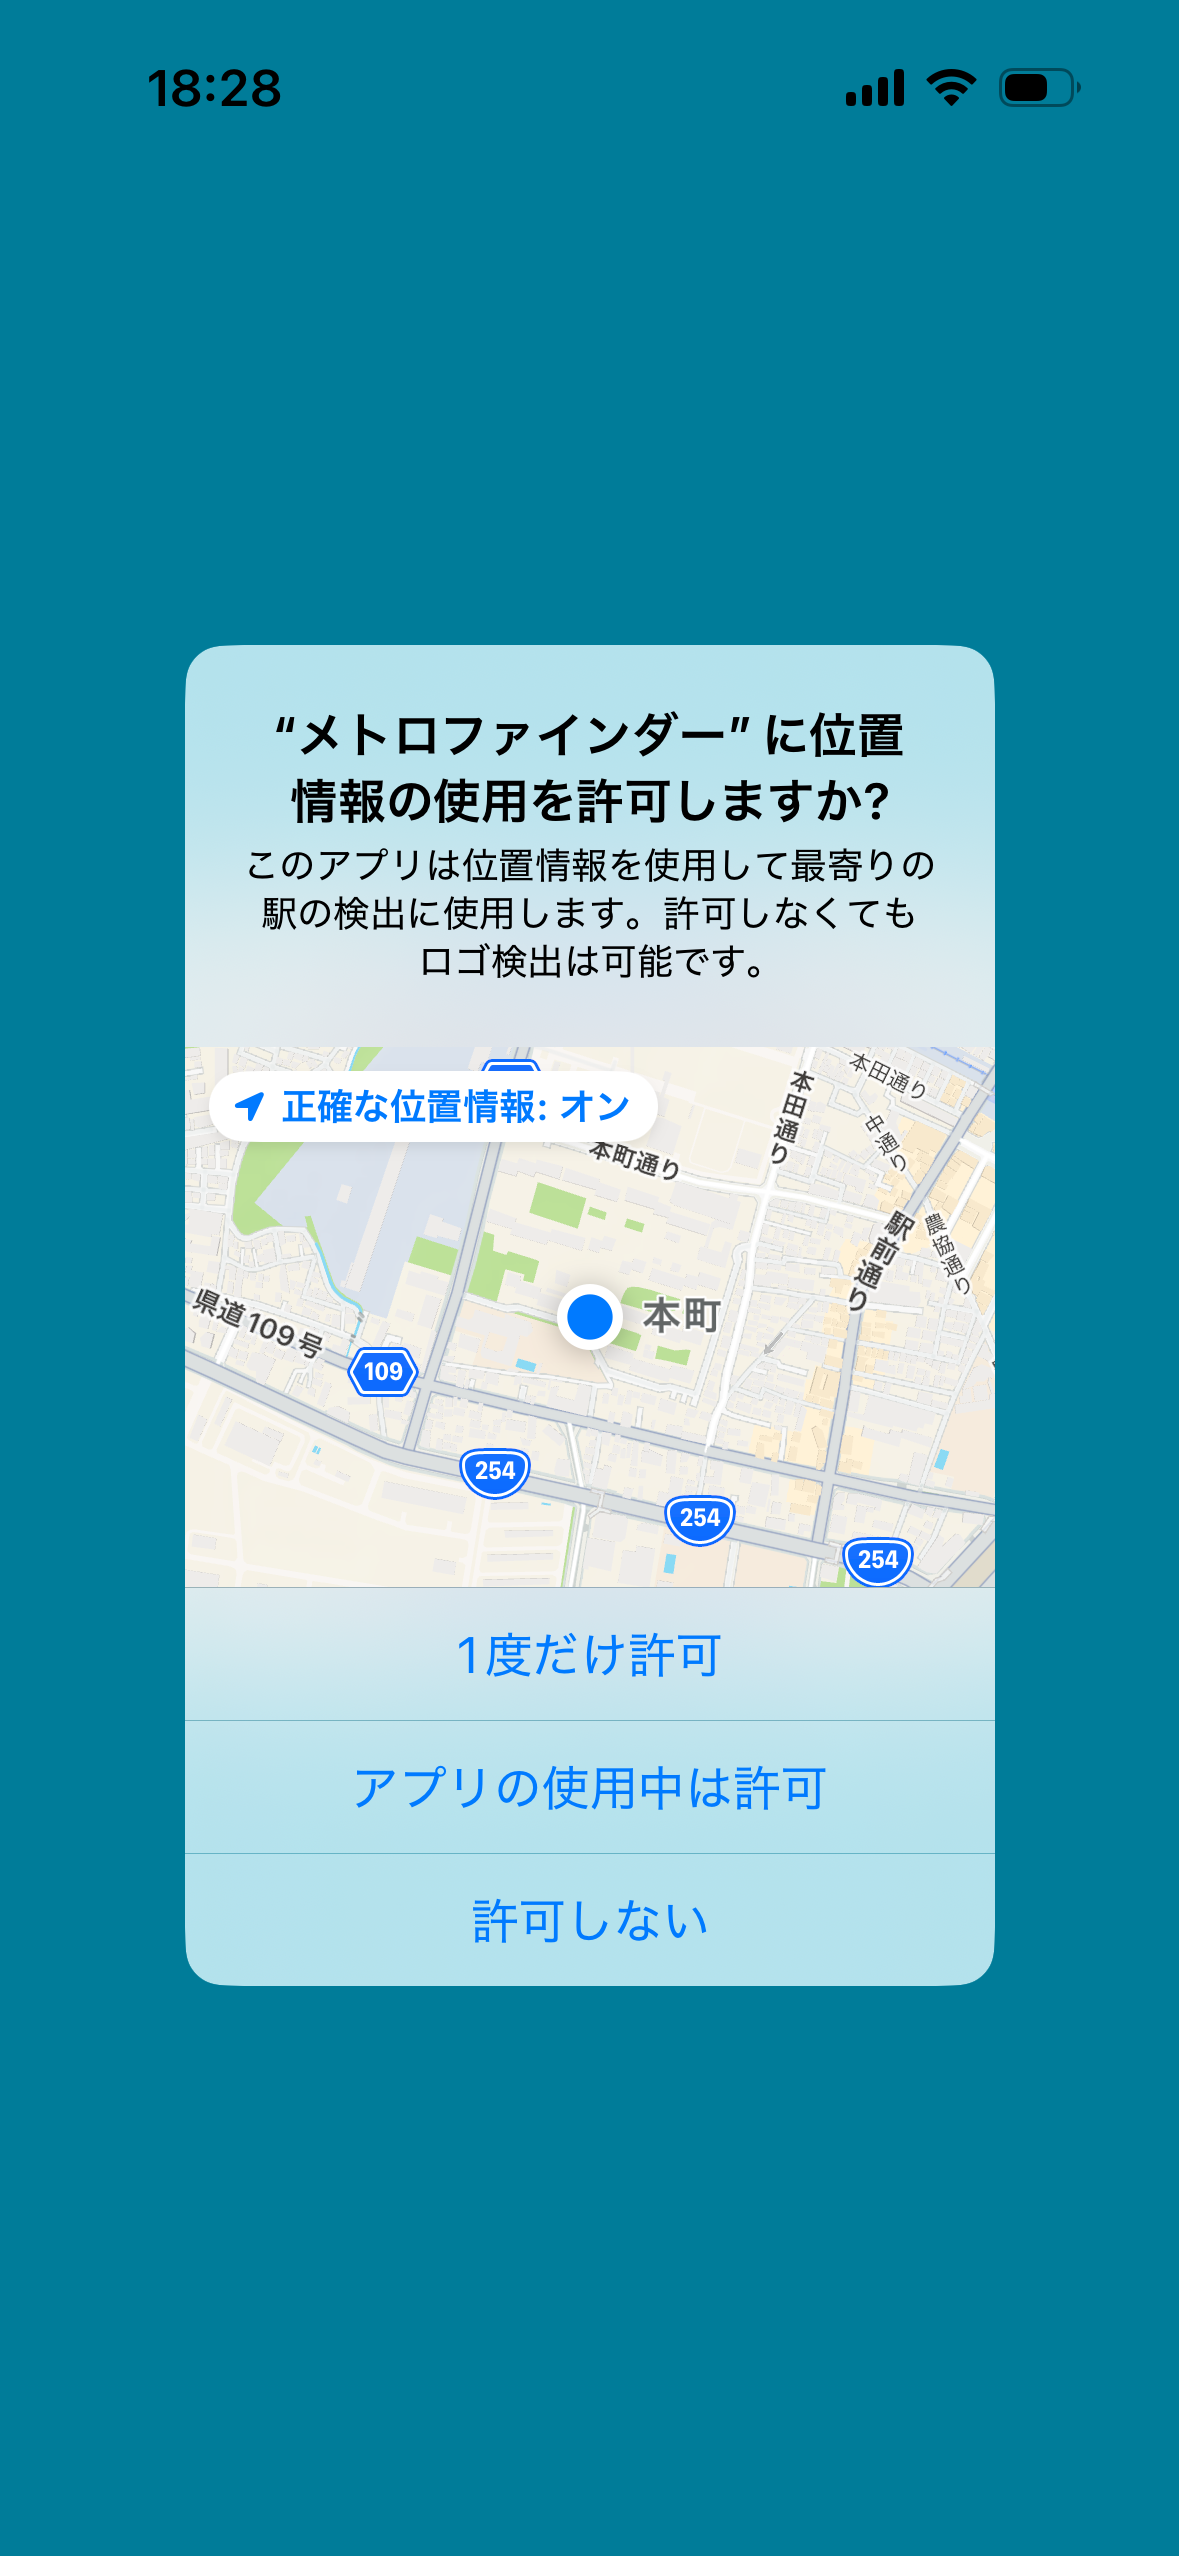 18:28
“メトロファインダー” に位置
情報の使用を許可しますか?
このアプリは位置情報を使用して最寄りの
駅の検出に使用します。許可しなくても
ロゴ検出は可能です。
正確な位置情報: オン
本田通り
本田通り
中通り
本町通り
駅前通り
農協通り
本町
県道109号
109
254
254
254
1度だけ許可
アプリの使用中は許可
許可しない